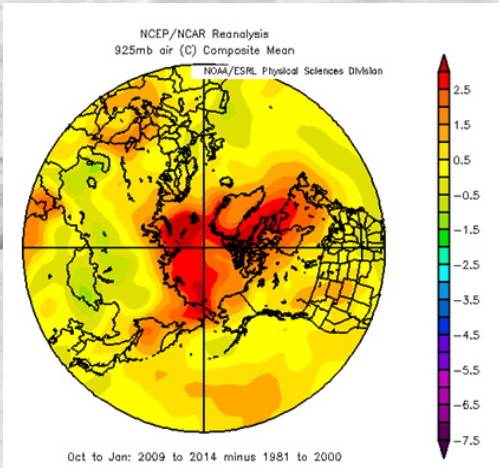 NCEP/NCAR Reanalysis
925mb air (C) Composite Mean
NOAA/ESRL Physical Sciences Division
2.5
1.5
0.5
-0.5
-1.5
-2.5
-3.5
-4.5
-5.5
-6.5
-7.5
Oct to Jan: 2009 to 2014 minus 1981 to 2000